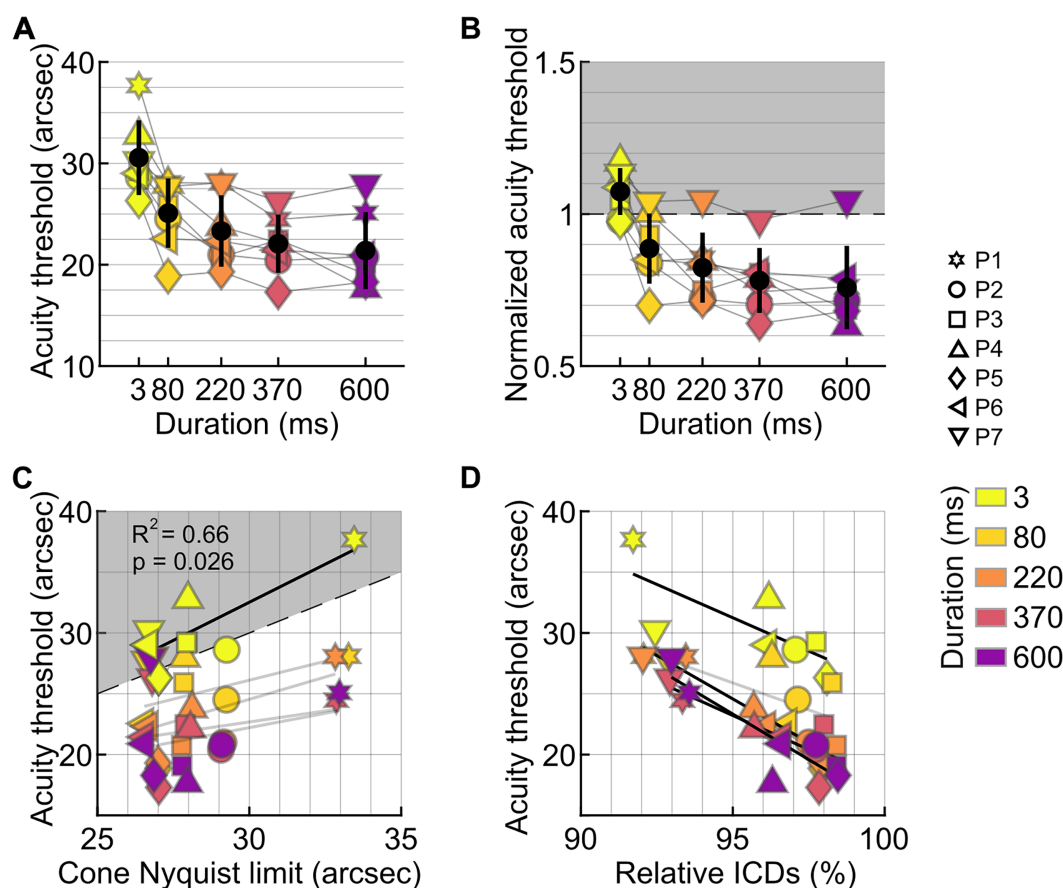 A
Acuity threshold (arcsec)
40
30
20
10
3 80 220 370 600
Duration (ms)
B
Normalized acuity threshold
1.5
1
0.5
3 80 220 370 600
Duration (ms)
P1
P2
P3
P4
P5
P6
P7
C
Acuity threshold (arcsec)
40
30
20
R² = 0.66
p = 0.026
25 30 35
Cone Nyquist limit (arcsec)
D
Acuity threshold (arcsec)
40
30
20
90 95 100
Relative ICDs (%)
Duration (ms)
3
80
220
370
600